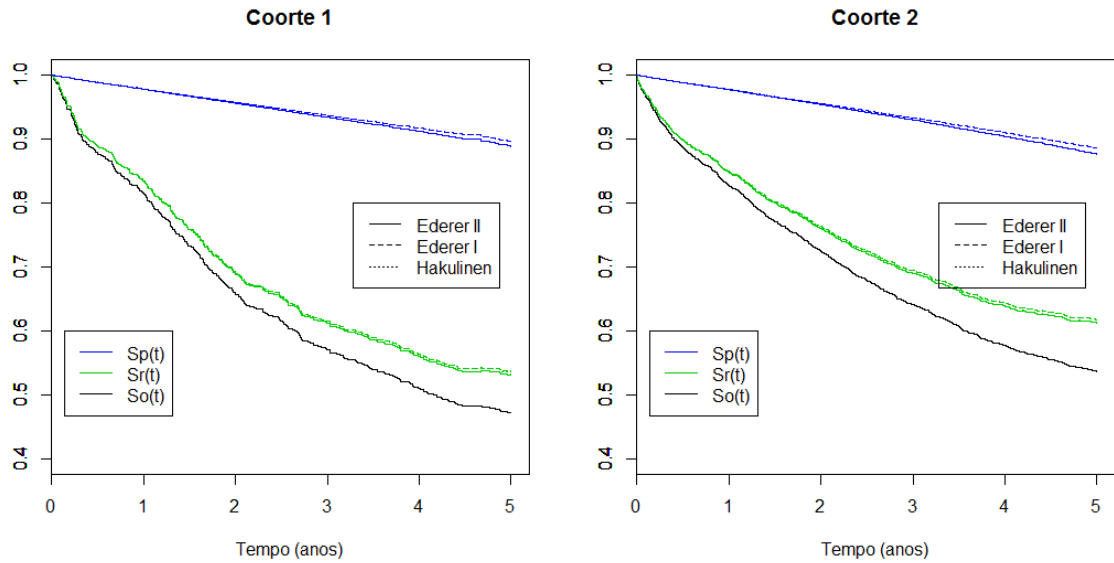 Coorte 1
1.0
0.9
0.8
0.7
0.6
0.5
0.4
Ederer II
Ederer I
Hakulinen
Sp(t)
Sr(t)
So(t)
0 1 2 3 4 5
Tempo (anos)
Coorte 2
1.0
0.9
0.8
0.7
0.6
0.5
0.4
Ederer II
Ederer I
Hakulinen
Sp(t)
Sr(t)
So(t)
0 1 2 3 4 5
Tempo (anos)